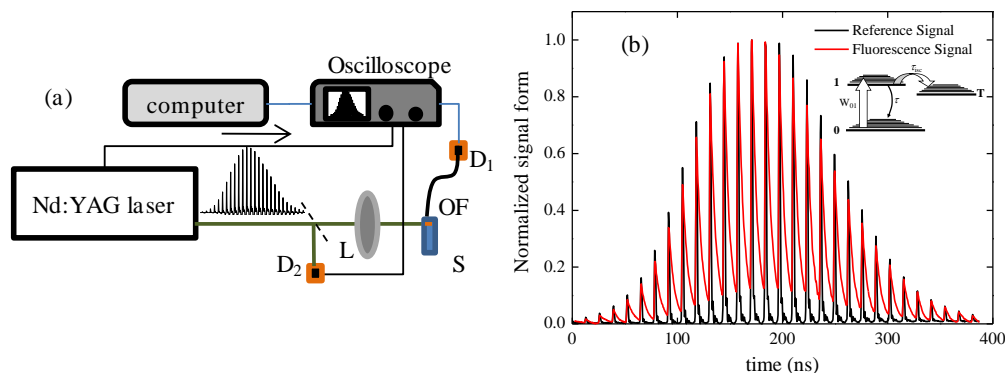 (a)
Oscilloscope
computer
Nd:YAG laser
D1
OF
L
S
D2
(b)
Reference Signal
Fluorescence Signal
1
τisc
T
W01
τ
0
Normalized signal form
1.0
0.8
0.6
0.4
0.2
0.0
0
100
200
300
400
time (ns)